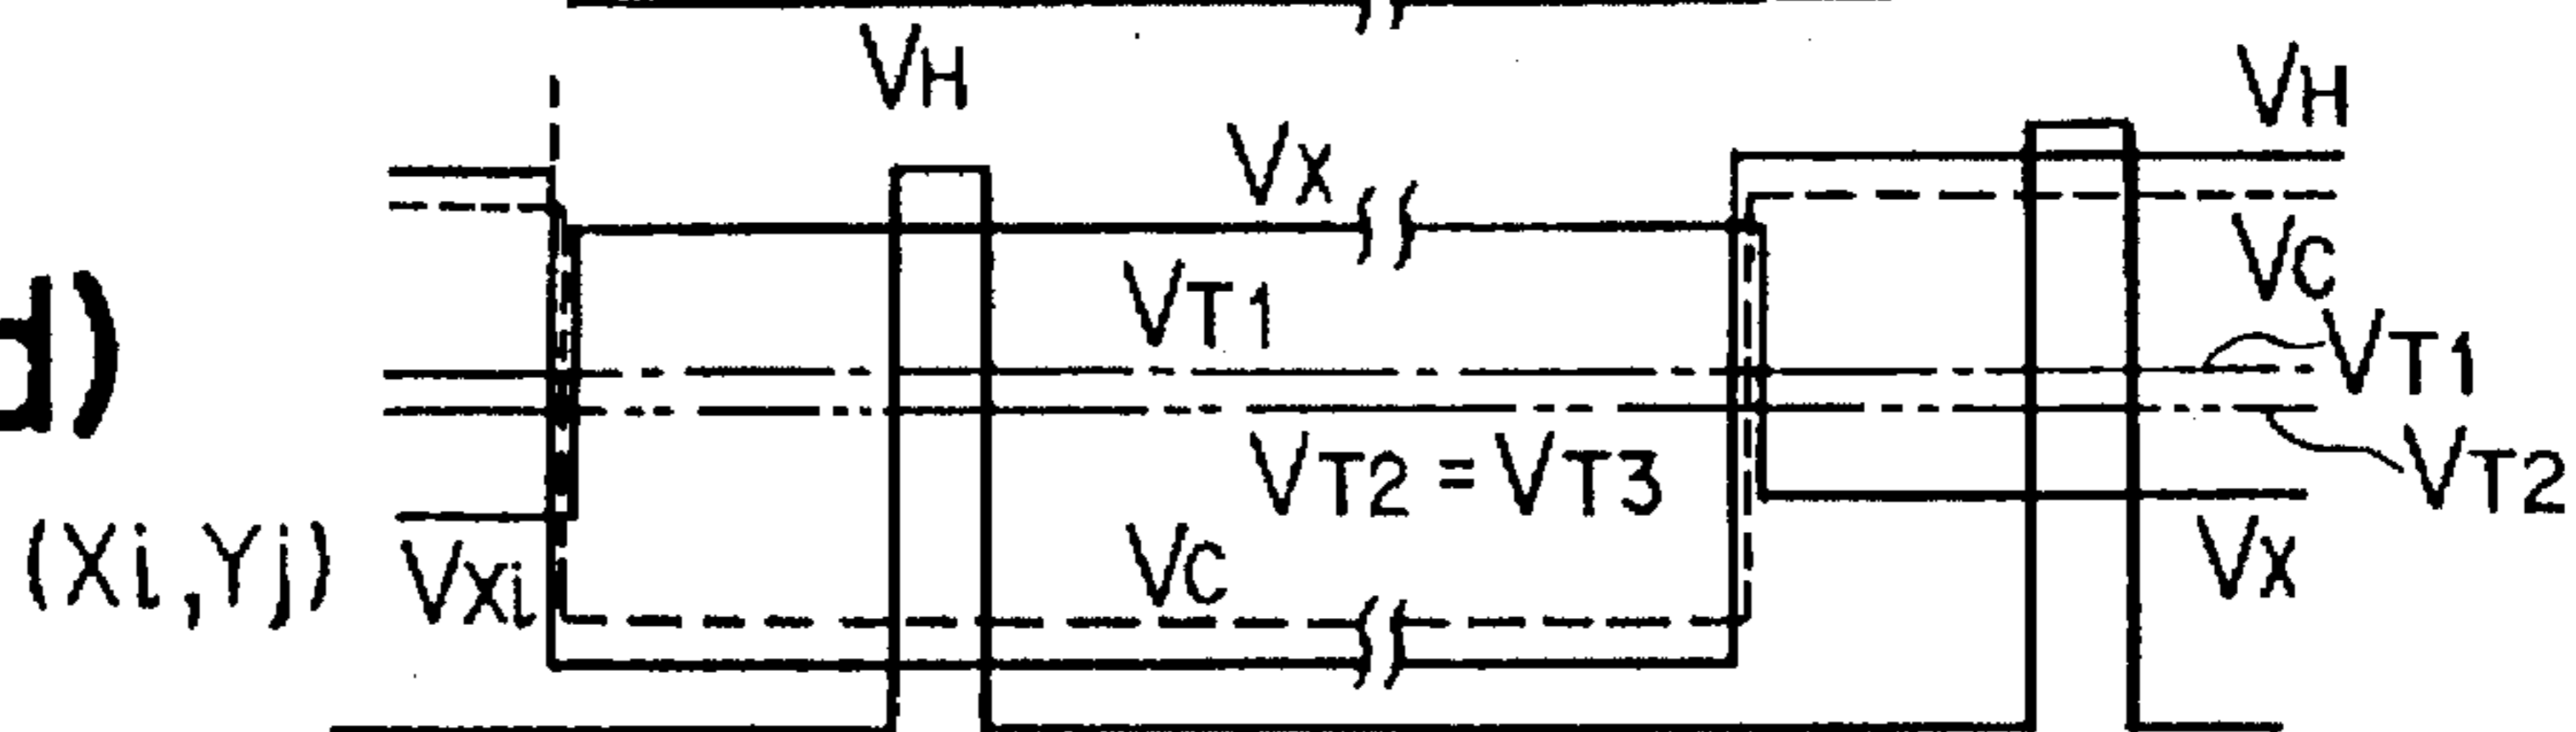 VH
VH
VX
d)
VC
VT1
VT1
VT2 = VT3
VT2
(Xi,Yj)
VXi
VC
VX